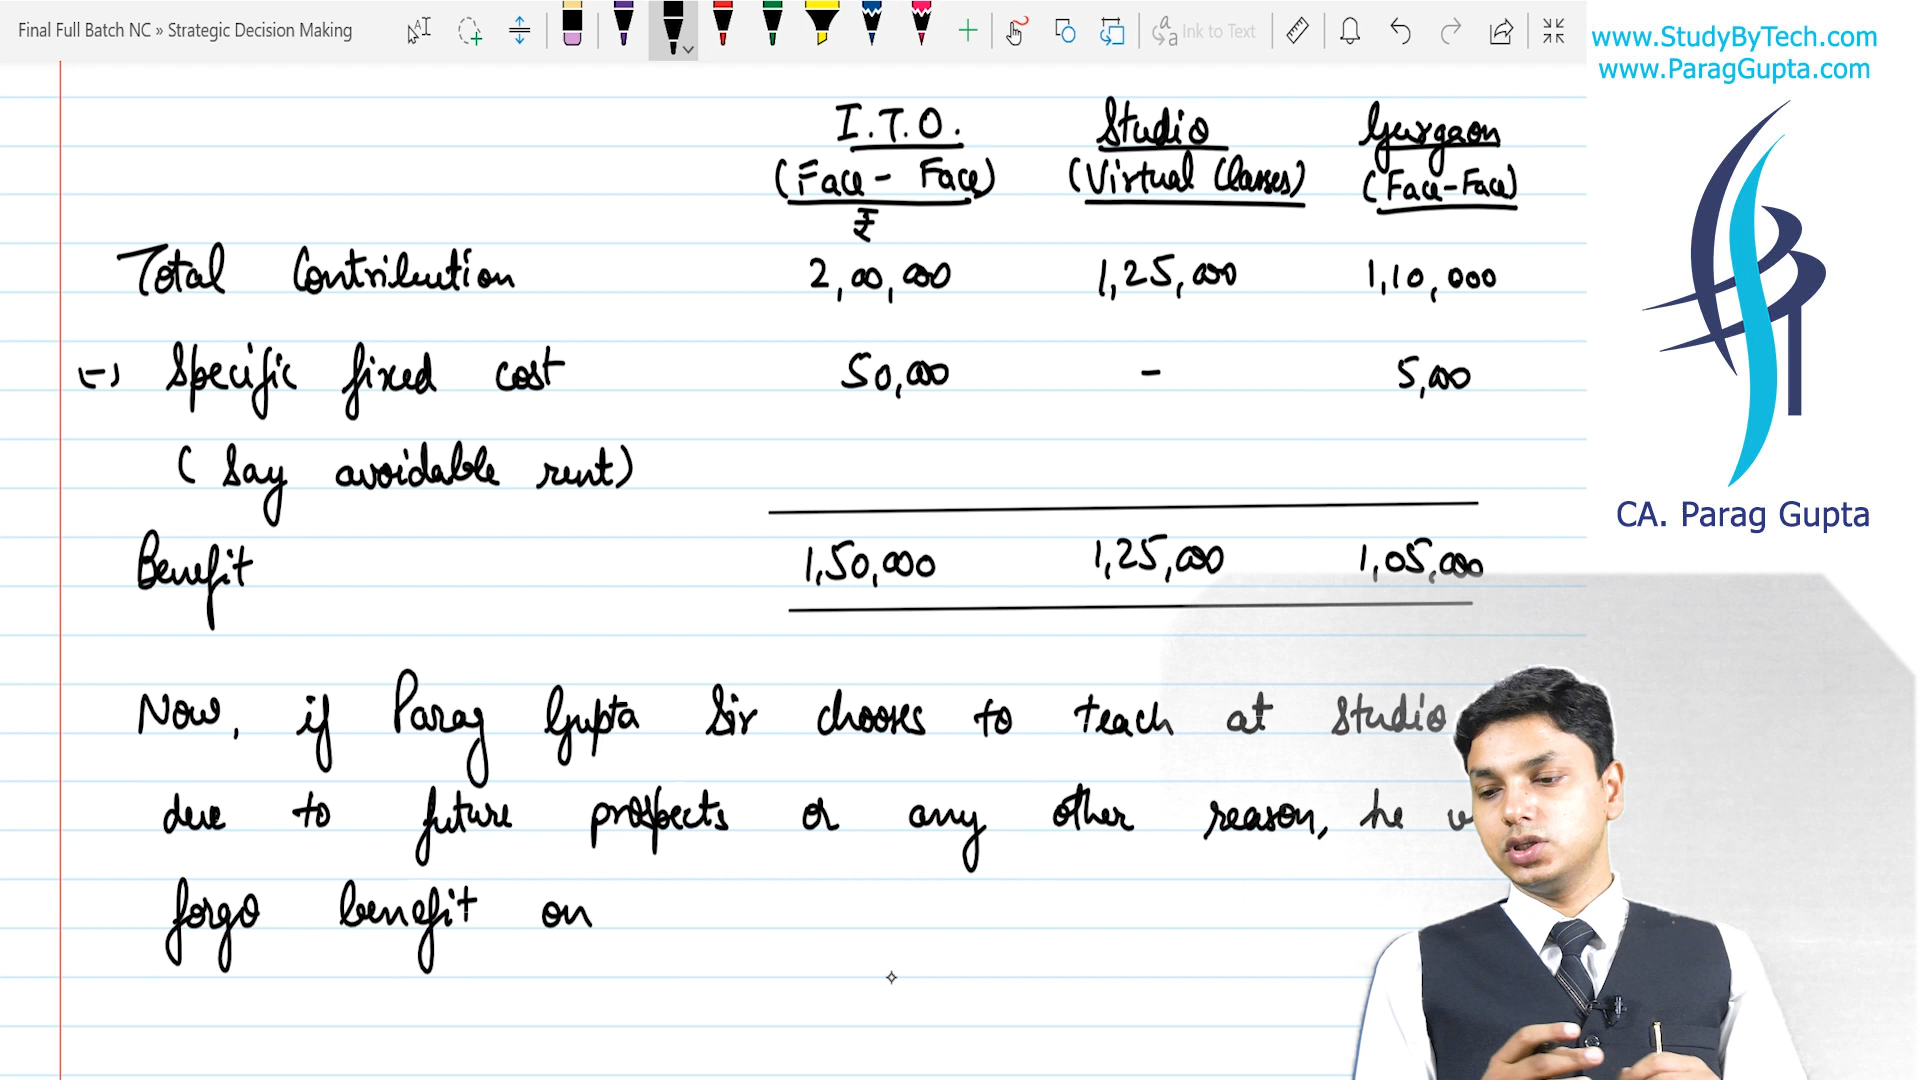 Final Full Batch NC » Strategic Decision Making
Ink to Text
www.StudyByTech.com
www.ParagGupta.com
I.T.O. Studio Gurgaon
(Face - Face) (Virtual Classes) (Face-Face)
₹
Total Contribution 2,00,000 1,25,000 1,10,000
(-) Specific fixed cost 50,000 - 5,000
(Say avoidable rent)
CA. Parag Gupta
Benefit 1,50,000 1,25,000 1,05,000
Now, if Parag Gupta Sir chooses to teach at Studio
due to future prospects or any other reason, he
forgo benefit on